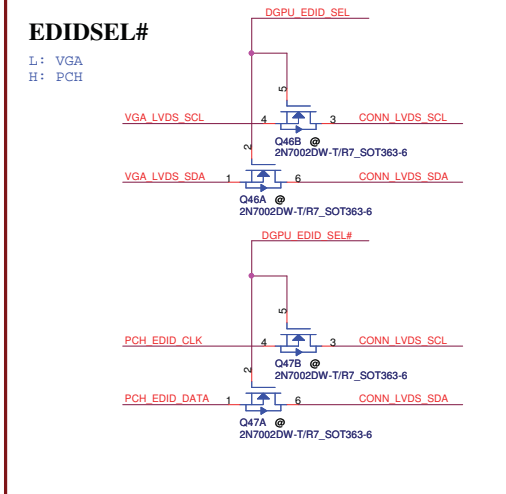 EDIDSEL#
L: VGA
H: PCH
DGPU_EDID_SEL
5
VGA_LVDS_SCL 4 3 CONN_LVDS_SCL
Q46B @
2N7002DW-T/R7_SOT363-6
2
VGA_LVDS_SDA 1 6 CONN_LVDS_SDA
Q46A @
2N7002DW-T/R7_SOT363-6
DGPU_EDID_SEL#
5
PCH_EDID_CLK 4 3 CONN_LVDS_SCL
Q47B @
2N7002DW-T/R7_SOT363-6
2
PCH_EDID_DATA 1 6 CONN_LVDS_SDA
Q47A @
2N7002DW-T/R7_SOT363-6